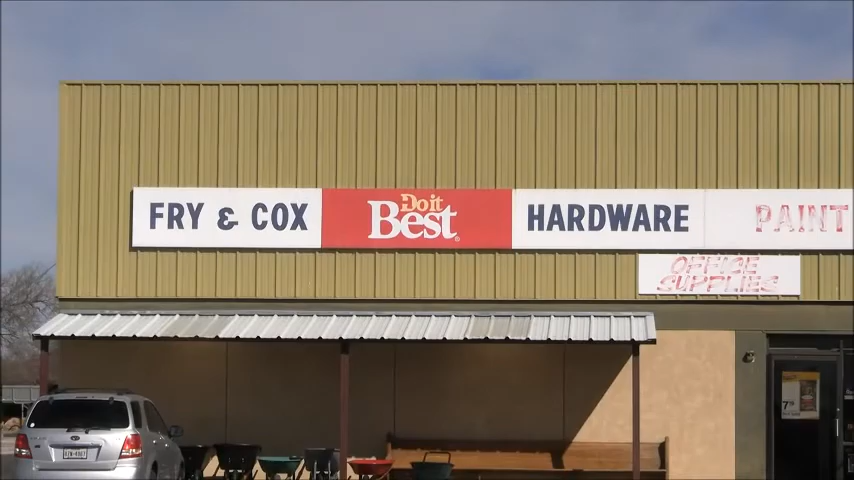 FRY & COX
Do it
Best
HARDWARE
PAINT
OFFICE
SUPPLIES